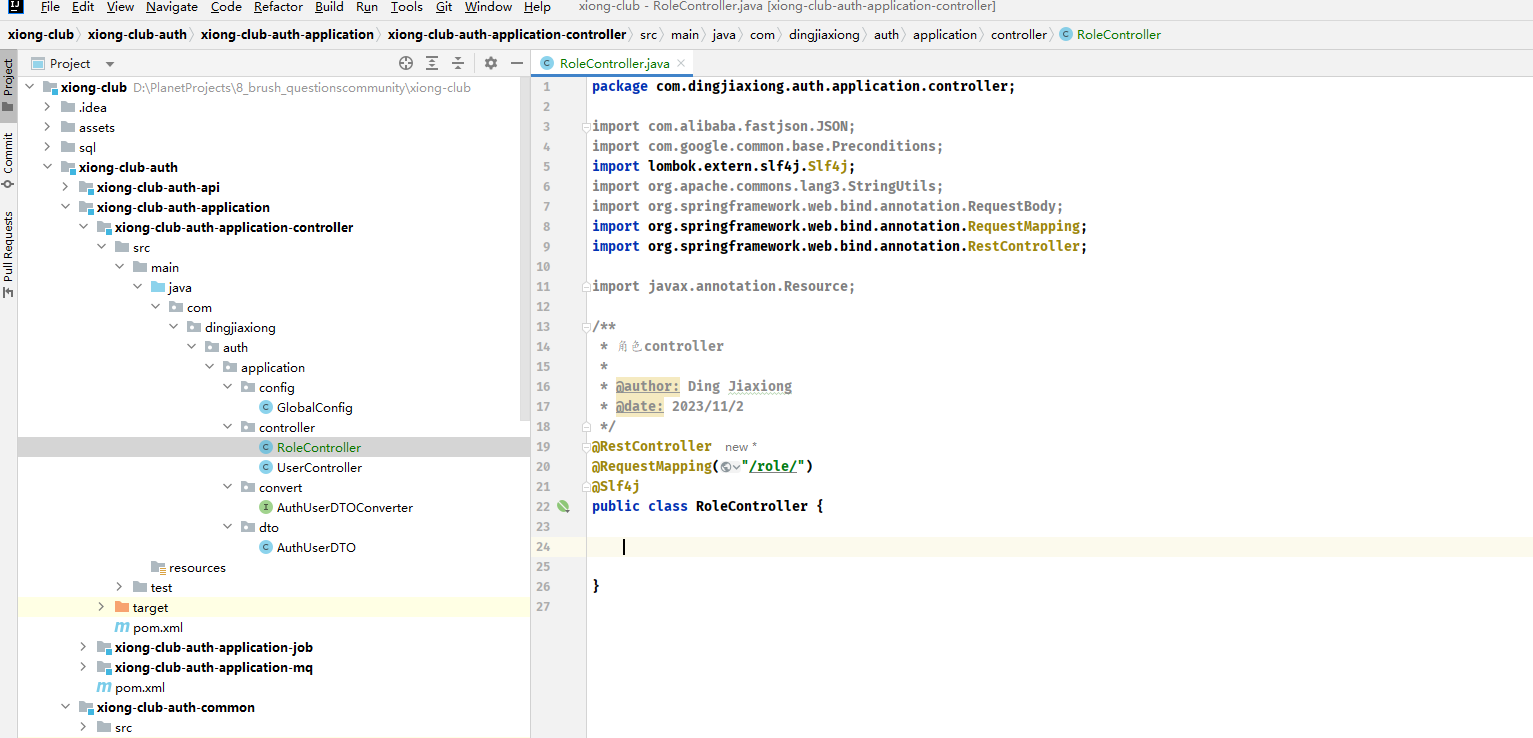 File Edit View Navigate Code Refactor Build Run Tools Git Window Help xiong-club - RoleController.java [xiong-club-auth-application-controller]
xiong-club xiong-club-auth xiong-club-auth-application xiong-club-auth-application-controller src main java com dingjiaxiong auth application controller RoleController
Project
Commit
Pull Requests
Project
xiong-club D:\PlanetProjects\8_brush_questionscommunity\xiong-club
.idea
assets
sql
xiong-club-auth
xiong-club-auth-api
xiong-club-auth-application
xiong-club-auth-application-controller
src
main
java
com
dingjiaxiong
auth
application
config
GlobalConfig
controller
RoleController
UserController
convert
AuthUserDTOConverter
dto
AuthUserDTO
resources
test
target
pom.xml
xiong-club-auth-application-job
xiong-club-auth-application-mq
pom.xml
xiong-club-auth-common
src
RoleController.java
1 package com.dingjiaxiong.auth.application.controller;
2
3 import com.alibaba.fastjson.JSON;
4 import com.google.common.base.Preconditions;
5 import lombok.extern.slf4j.Slf4j;
6 import org.apache.commons.lang3.StringUtils;
7 import org.springframework.web.bind.annotation.RequestBody;
8 import org.springframework.web.bind.annotation.RequestMapping;
9 import org.springframework.web.bind.annotation.RestController;
10
11 import javax.annotation.Resource;
12
13 /**
14 * 角色controller
15 *
16 * @author: Ding Jiaxiong
17 * @date: 2023/11/2
18 */
19 @RestController new *
20 @RequestMapping("/role/")
21 @Slf4j
22 public class RoleController {
23
24
25
26 }
27